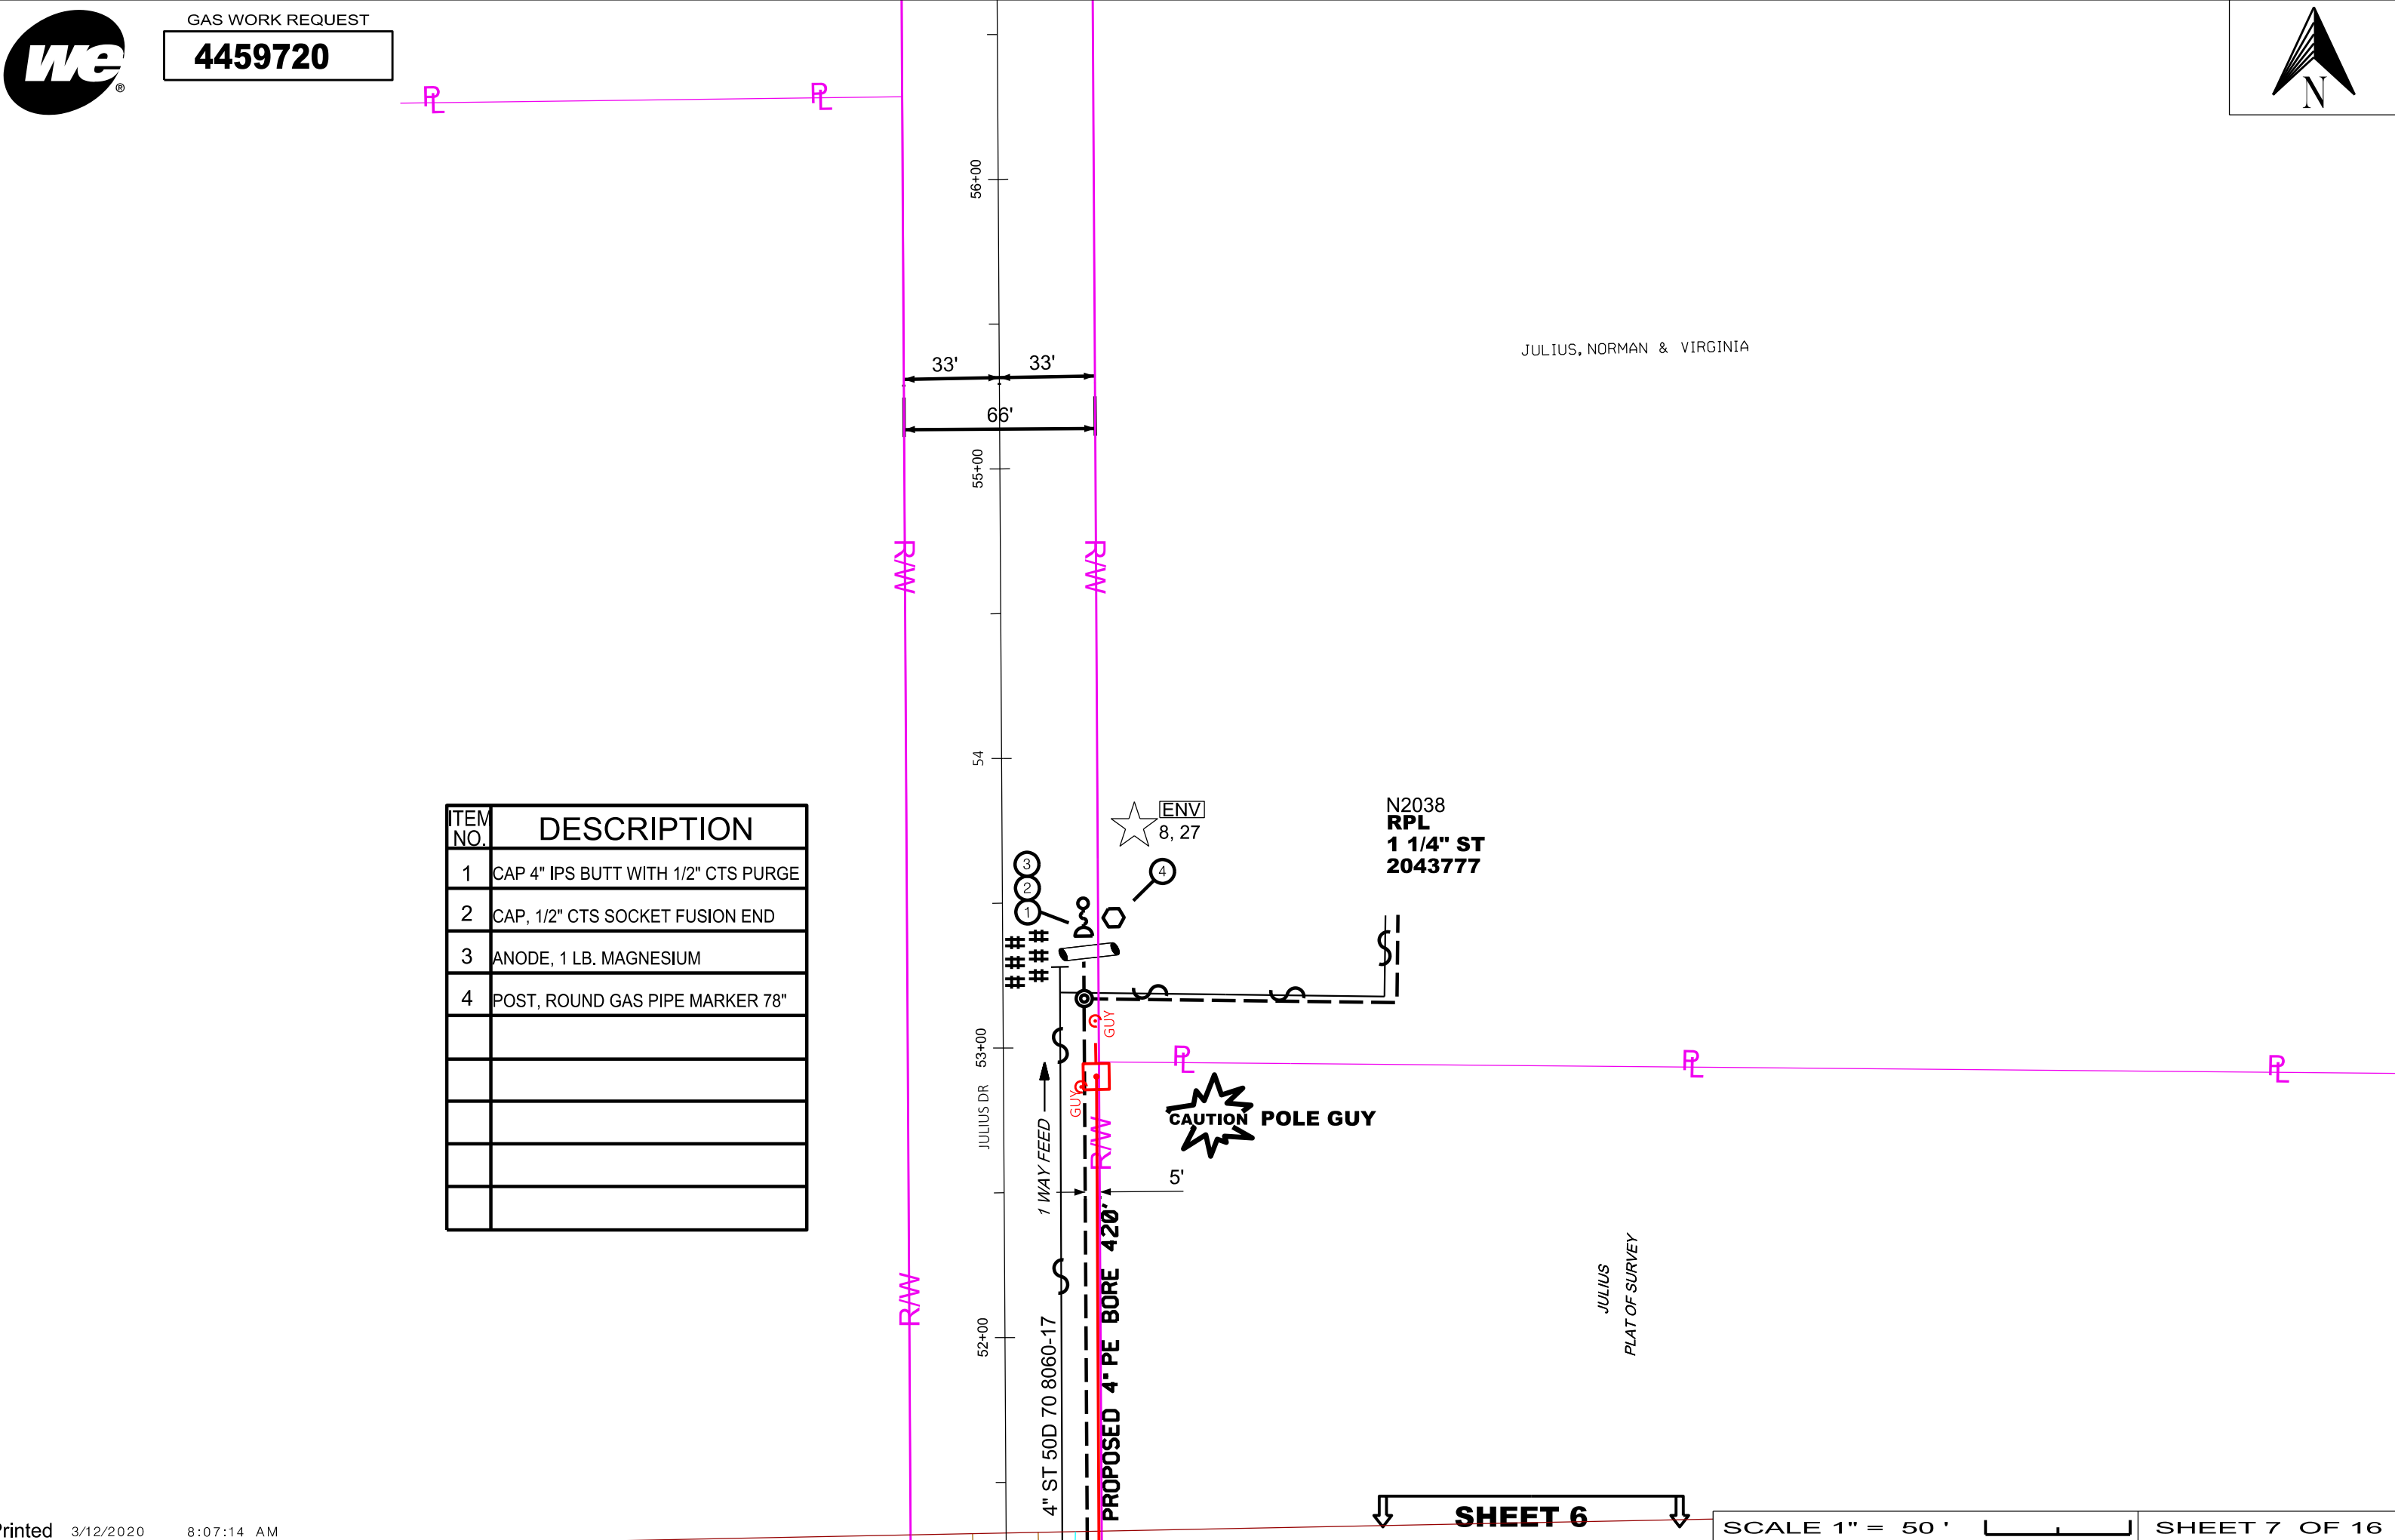 we®
GAS WORK REQUEST
4459720
N
PL
PL
56+00
JULIUS, NORMAN & VIRGINIA
33'
33'
66'
55+00
R/W
R/W
54
ENV
8, 27
N2038
RPL
1 1/4" ST
2043777
ITEM NO.
DESCRIPTION
1 CAP 4" IPS BUTT WITH 1/2" CTS PURGE
2 CAP, 1/2" CTS SOCKET FUSION END
3 ANODE, 1 LB. MAGNESIUM
4 POST, ROUND GAS PIPE MARKER 78"
3
2
1
4
GUY
53+00
PL
PL
PL
GUY
JULIUS DR
1 WAY FEED
R/W
CAUTION POLE GUY
5'
R/W
52+00
4" ST 50D 70 8060-17
PROPOSED 4" PE BORE 420'
JULIUS
PLAT OF SURVEY
SHEET 6
Printed 3/12/2020 8:07:14 AM
SCALE 1" = 50 '
SHEET 7 OF 16